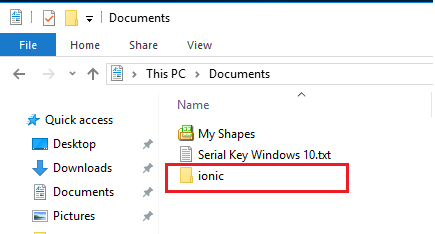 Documents
File Home Share View
This PC Documents
Quick access
Desktop
Downloads
Documents
Pictures
Name
My Shapes
Serial Key Windows 10.txt
ionic